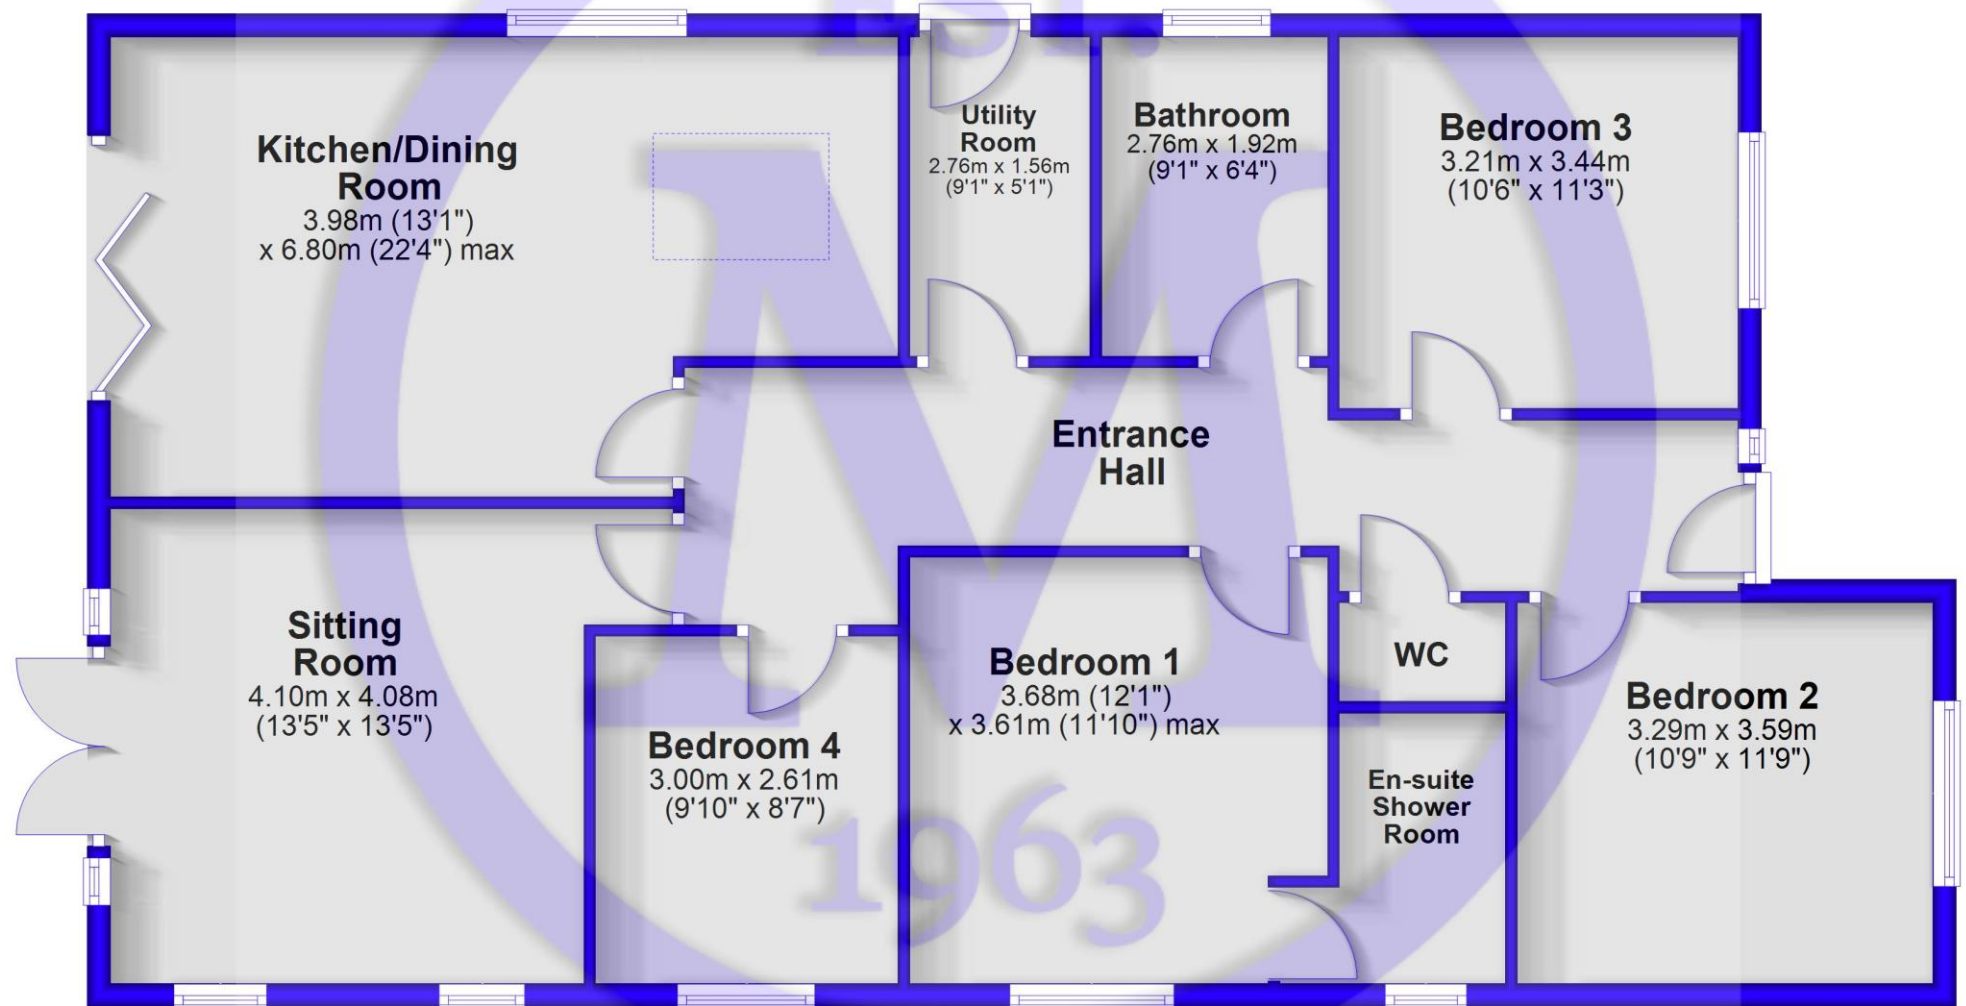 EST.
Kitchen/Dining
Room
3.98m (13'1")
x 6.80m (22'4") max
Utility
Room
2.76m x 1.56m
(9'1" x 5'1")
Bathroom
2.76m x 1.92m
(9'1" x 6'4")
Bedroom 3
3.21m x 3.44m
(10'6" x 11'3")
Entrance
Hall
M
Sitting
Room
4.10m x 4.08m
(13'5" x 13'5")
Bedroom 4
3.00m x 2.61m
(9'10" x 8'7")
Bedroom 1
3.68m (12'1")
x 3.61m (11'10") max
WC
En-suite
Shower
Room
Bedroom 2
3.29m x 3.59m
(10'9" x 11'9")
1963